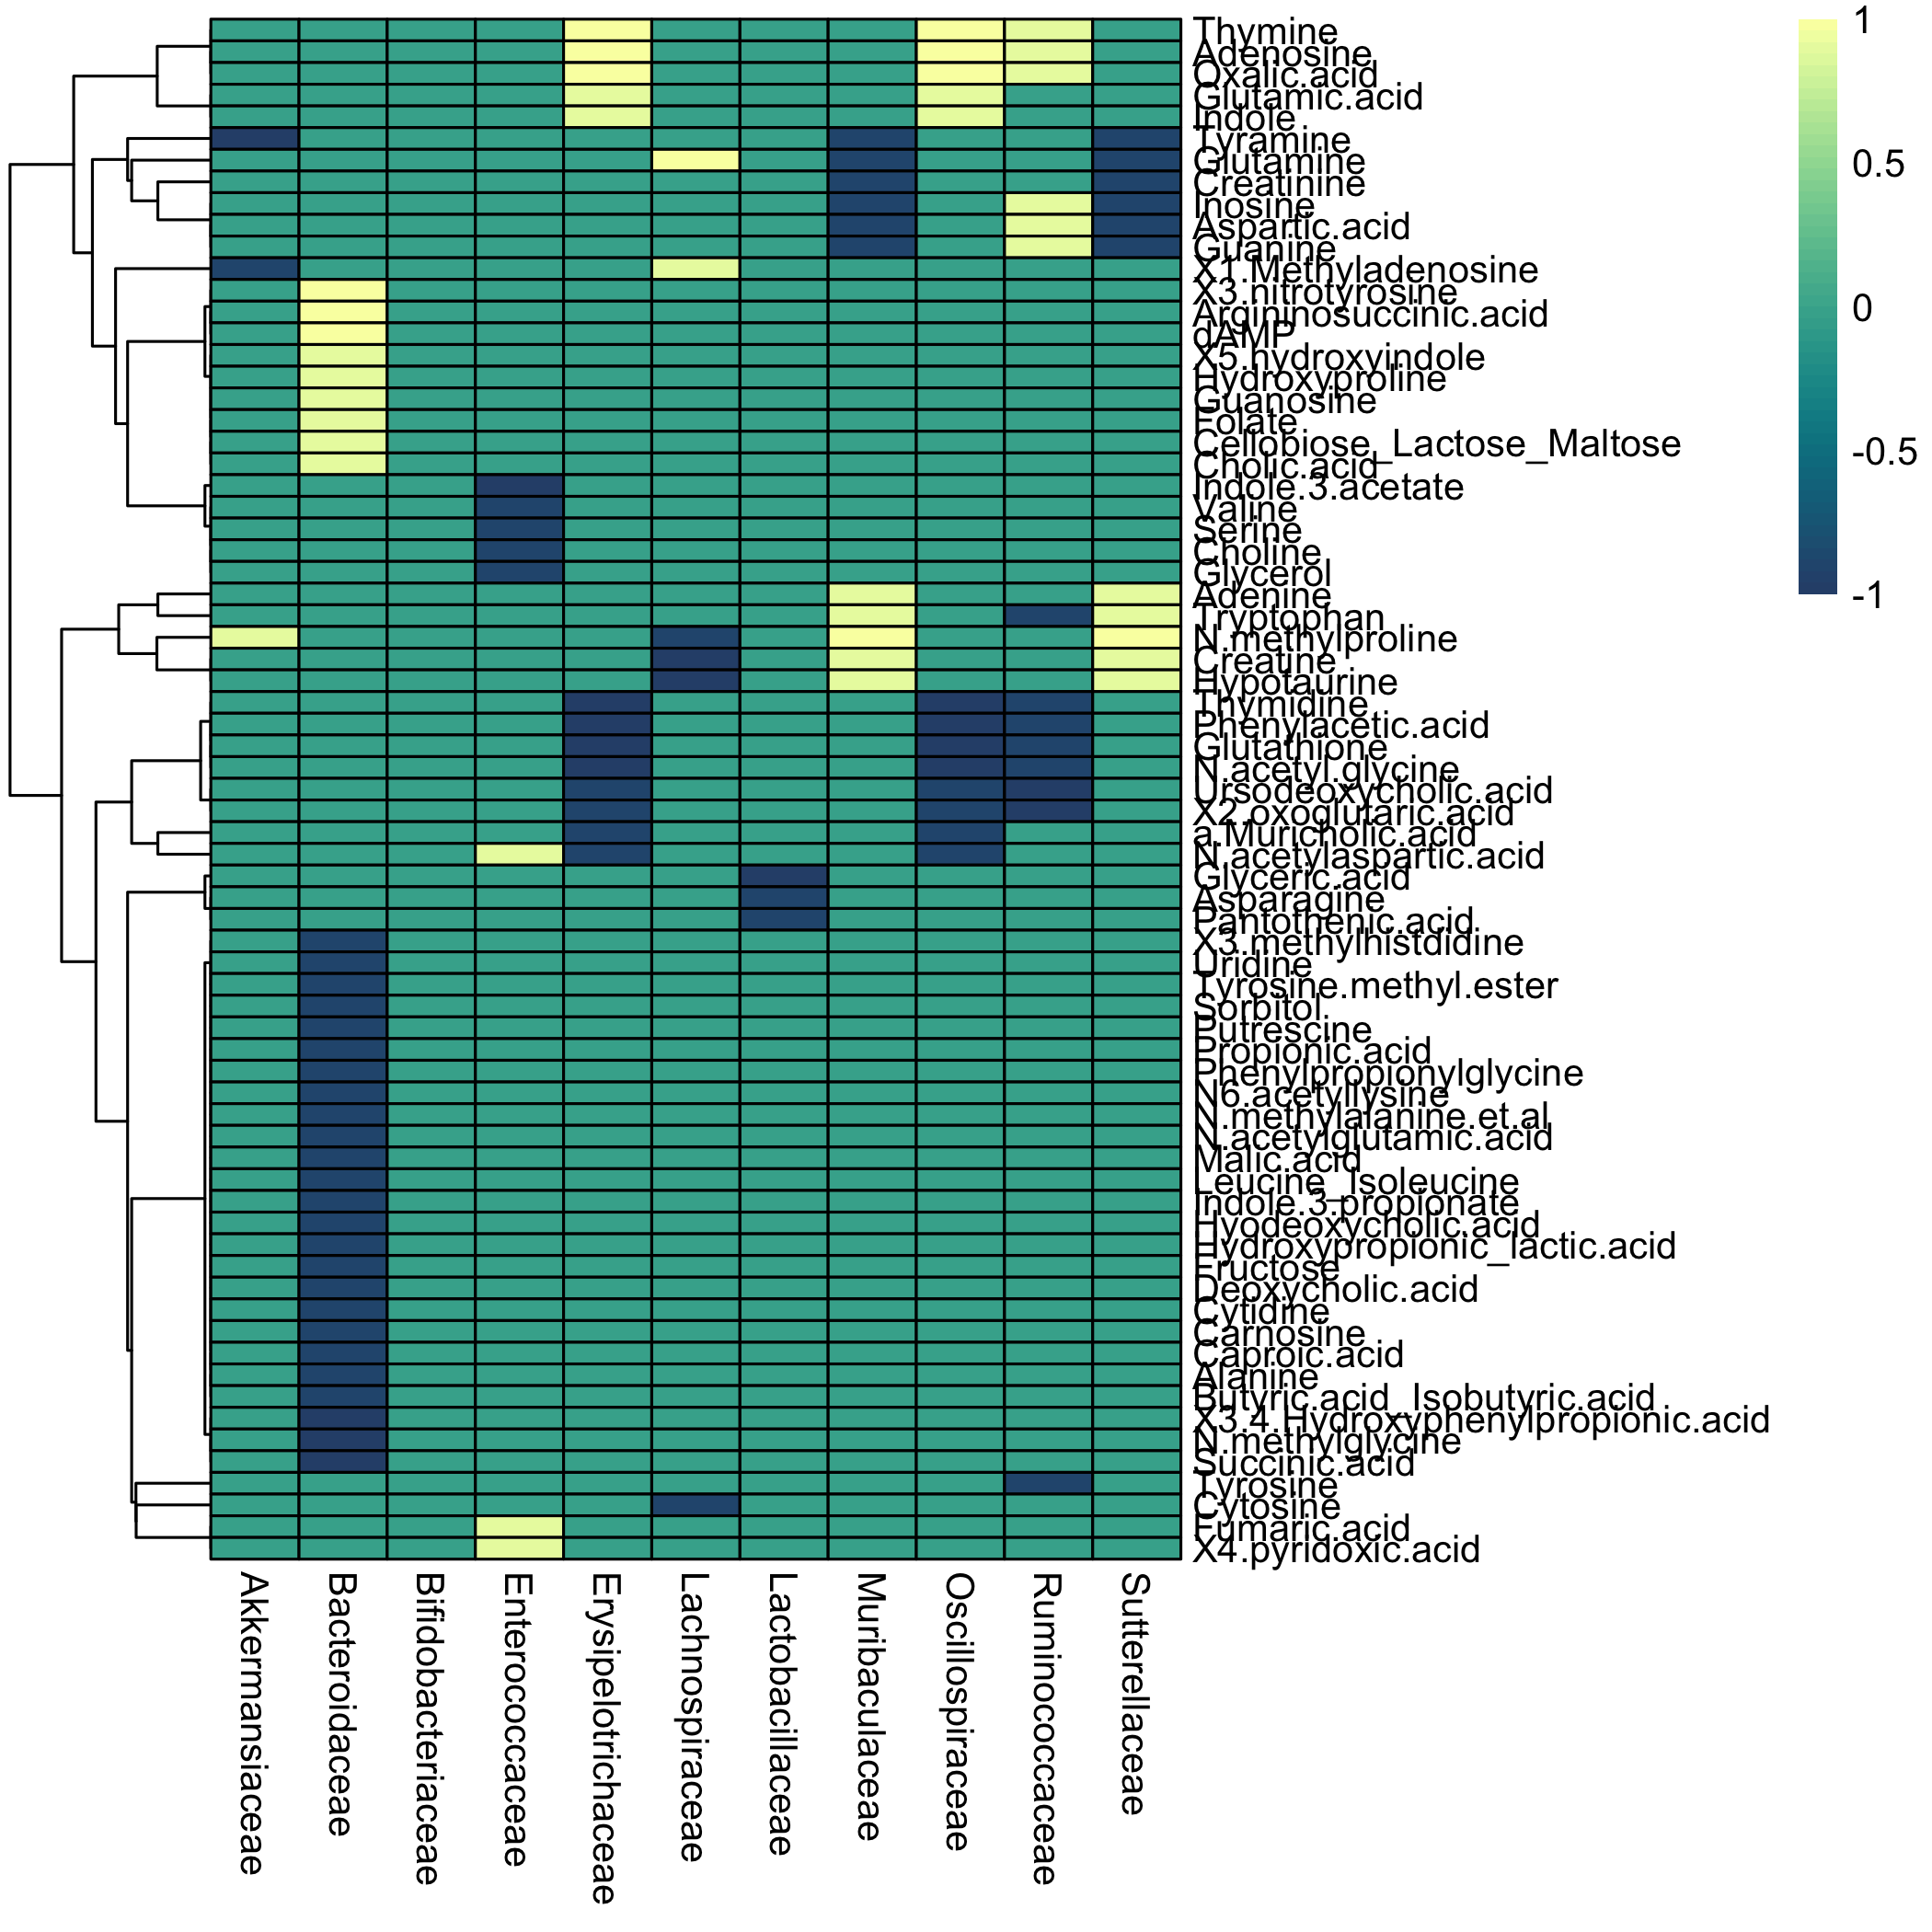 Thymine
Adenosine
Oxalic.acid
Glutamic.acid
Indole
Tyramine
Glutamine
Creatinine
Inosine
Aspartic.acid
Guanine
X1.Methyladenosine
X3.nitrotyrosine
Argininosuccinic.acid
dAMP
X5.hydroxyindole
Hydroxyproline
Guanosine
Folate
Cellobiose_Lactose_Maltose
Cholic.acid
Indole.3.acetate
Valine
Serine
Choline
Glycerol
Adenine
Tryptophan
N.methylproline
Creatine
Hypotaurine
Thymidine
Phenylacetic.acid
Glutathione
N.acetyl.glycine
Ursodeoxycholic.acid
X2.oxoglutaric.acid
a.Muricholic.acid
N.acetylaspartic.acid
Glyceric.acid
Asparagine
Pantothenic.acid
X3.methylhistdidine
Uridine
Tyrosine.methyl.ester
Sorbitol
Putrescine
Propionic.acid
Phenylpropionylglycine
N6.acetyllysine
N.methylalanine.et.al
N.acetylglutamic.acid
Malic.acid
Leucine_Isoleucine
Indole.3.propionate
Hyodeoxycholic.acid
Hydroxypropionic_lactic.acid
Fructose
Deoxycholic.acid
Cytidine
Carnosine
Caproic.acid
Alanine
Butyric.acid_Isobutyric.acid
X3.4.Hydroxyphenylpropionic.acid
N.methylglycine
Succinic.acid
Tyrosine
Cytosine
Fumaric.acid
X4.pyridoxic.acid
1
0.5
0
-0.5
-1
Akkermansiaceae
Bacteroidaceae
Bifidobacteriaceae
Enterococcaceae
Erysipelotrichaceae
Lachnospiraceae
Lactobacillaceae
Muribaculaceae
Oscillospiraceae
Ruminococcaceae
Sutterellaceae